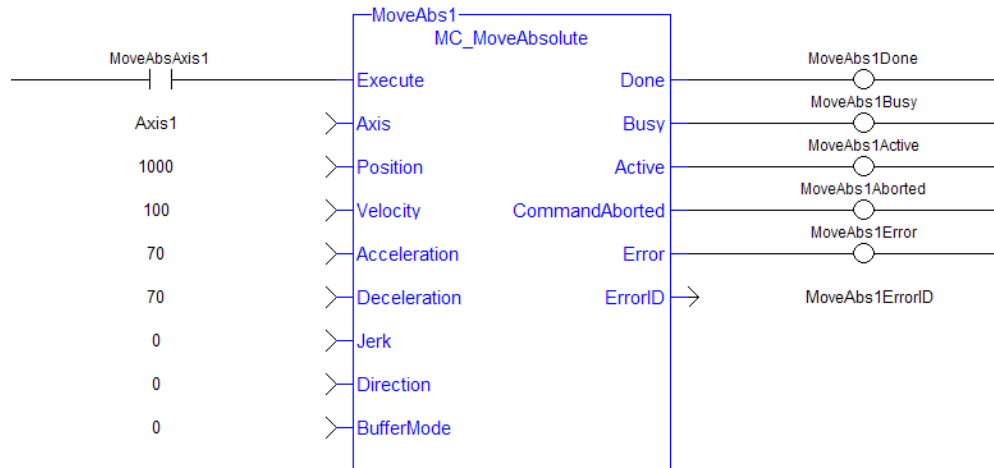 MoveAbs1
MC_MoveAbsolute
MoveAbsAxis1 Execute Done MoveAbs1Done
Axis1 Axis Busy MoveAbs1Busy
1000 Position Active MoveAbs1Active
100 Velocity CommandAborted MoveAbs1Aborted
70 Acceleration Error MoveAbs1Error
70 Deceleration ErrorID MoveAbs1ErrorID
0 Jerk
0 Direction
0 BufferMode